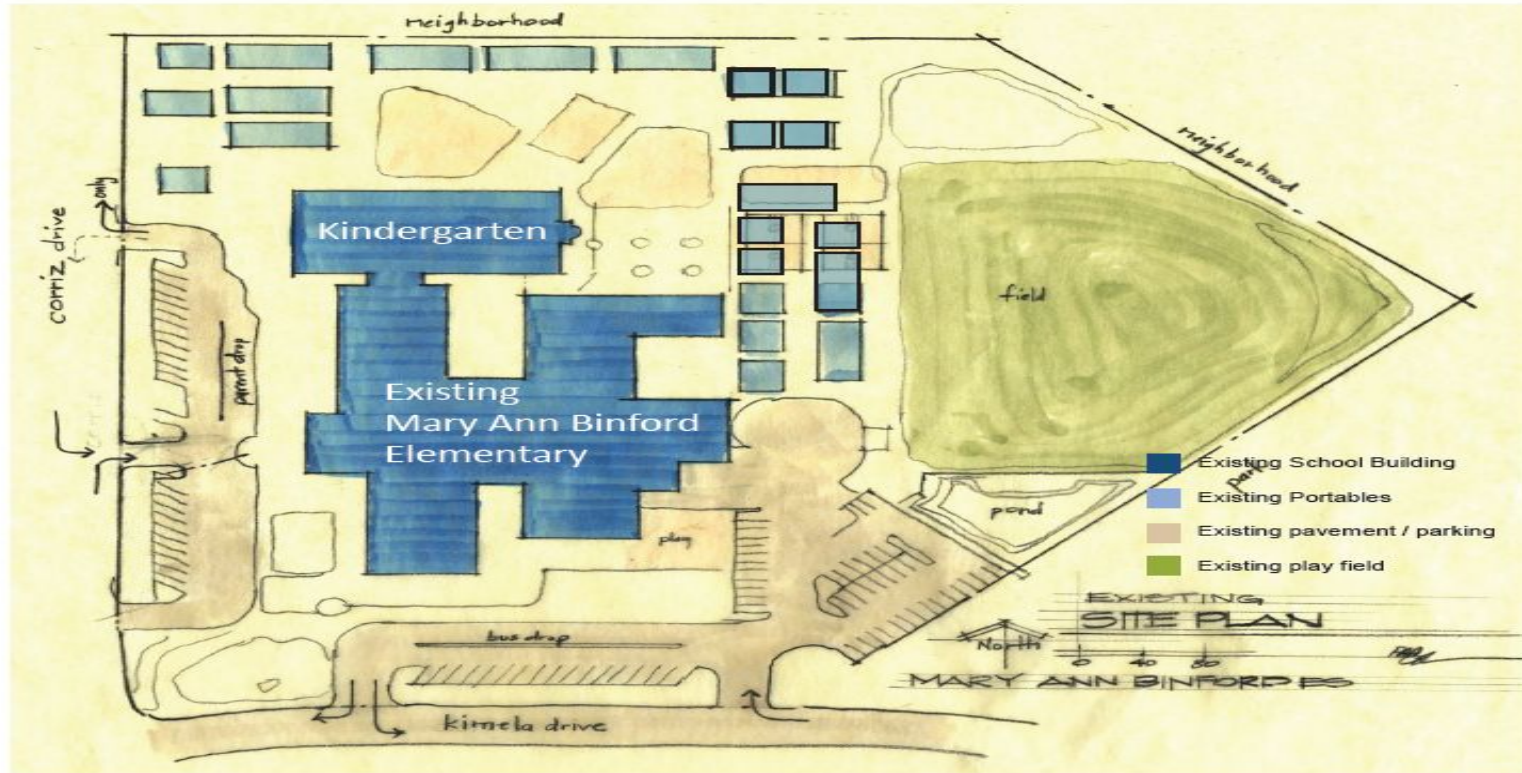 neighborhood
neighborhood
only
corriz drive
Kindergarten
parent drop
field
Existing
Mary Ann Binford
Elementary
play
pond
park
Existing School Building
Existing Portables
Existing pavement / parking
Existing play field
EXISTING
SITE PLAN
North
0 40 80
MARY ANN BINFORD ES
bus drop
kimela drive